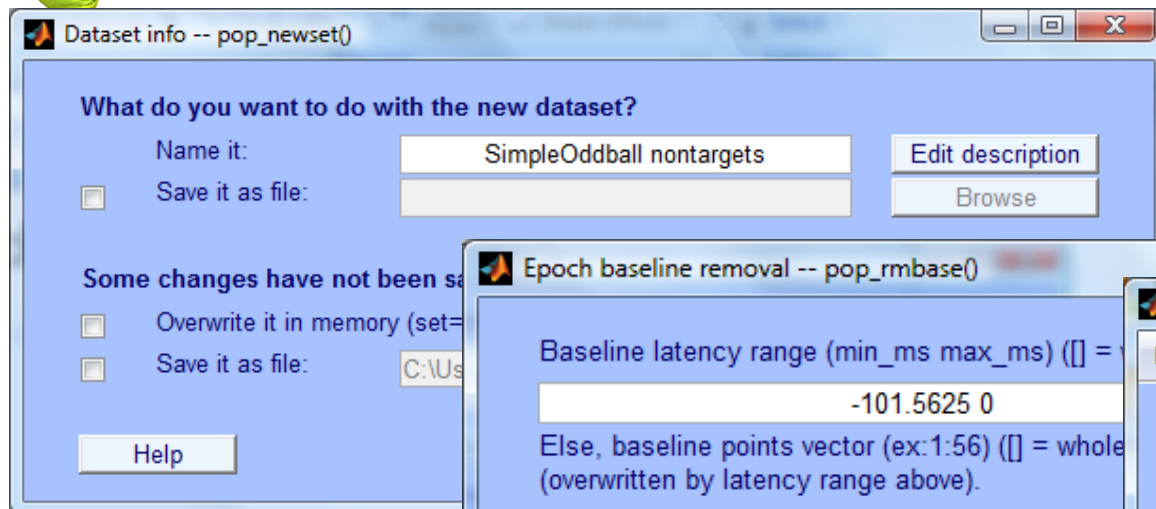 Dataset info -- pop_newset()
What do you want to do with the new dataset?
Name it:
SimpleOddball nontargets
Edit description
Save it as file:
Browse
Some changes have not been
Overwrite it in memory (set=
Save it as file:
C:\Us
Help
Epoch baseline removal -- pop_rmbase()
Baseline latency range (min_ms max_ms) ([] =
-101.5625 0
Else, baseline points vector (ex:1:56) ([] = whole
(overwritten by latency range above).